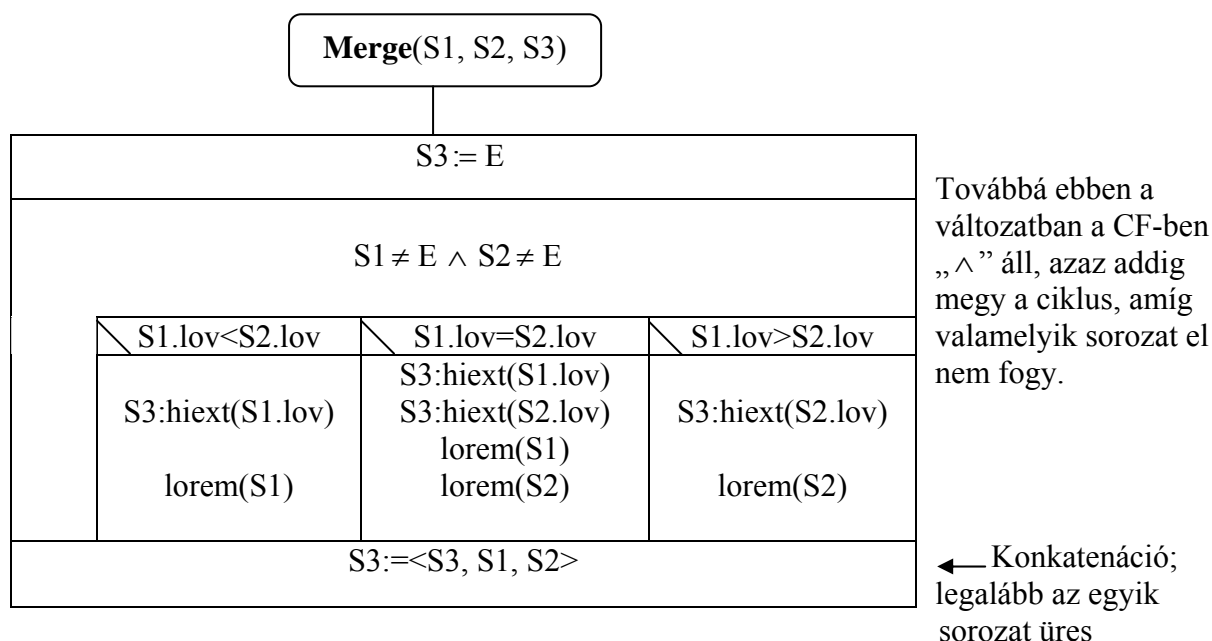 Merge(S1, S2, S3)
S3 := E
S1 ≠ E ∧ S2 ≠ E
S1.lov<S2.lov
S1.lov=S2.lov
S1.lov>S2.lov
S3:hiext(S1.lov)
lorem(S1)
S3:hiext(S1.lov)
S3:hiext(S2.lov)
lorem(S1)
lorem(S2)
S3:hiext(S2.lov)
lorem(S2)
S3:=<S3, S1, S2>
Továbbá ebben a
változatban a CF-ben
„∧” áll, azaz addig
megy a ciklus, amíg
valamelyik sorozat el
nem fogy.
Konkatenáció;
legalább az egyik
sorozat üres